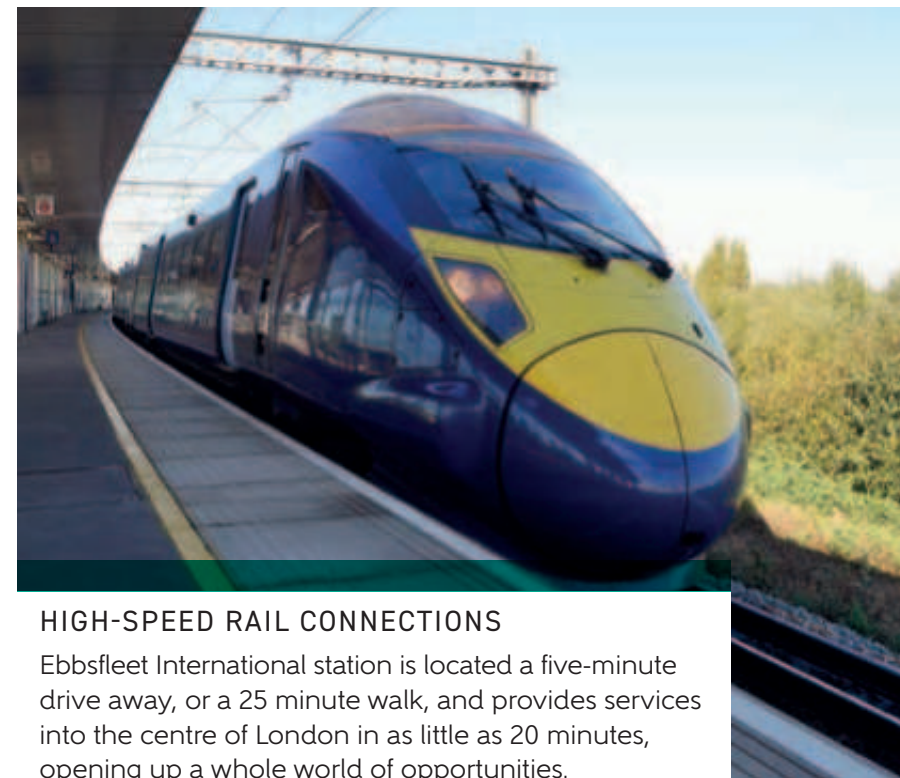 HIGH-SPEED RAIL CONNECTIONS
Ebbsfleet International station is located a five-minute
drive away, or a 25 minute walk, and provides services
into the centre of London in as little as 20 minutes,
opening up a whole world of opportunities.